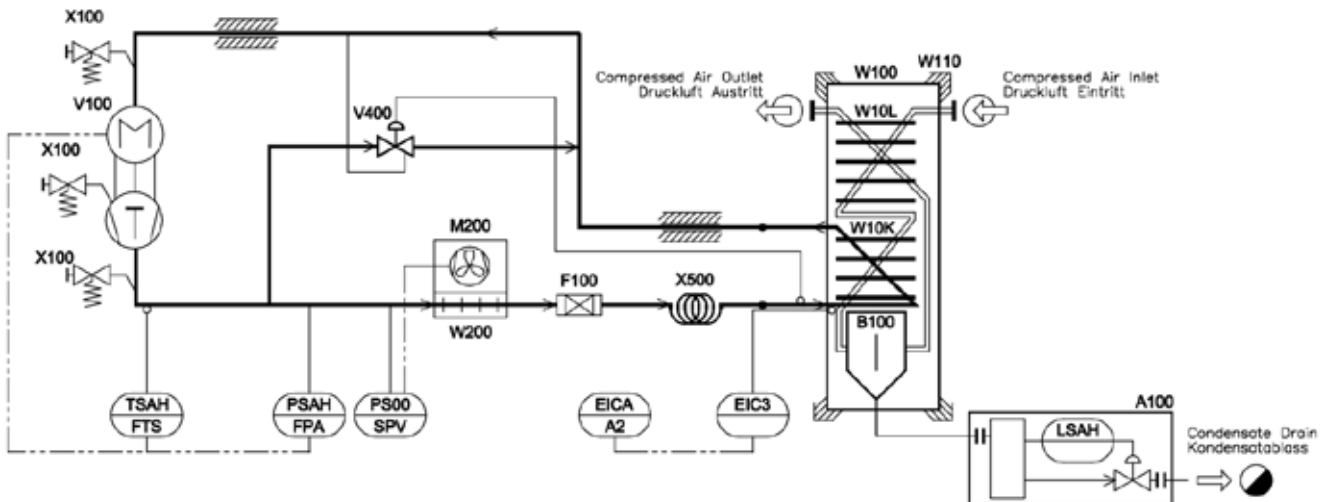 X100
V100
X100
X100
V400
M200
W200
F100
X500
Compressed Air Outlet
Druckluft Austritt
W100
W110
Compressed Air Inlet
Druckluft Eintritt
W10L
W10K
B100
TSAH
FTS
PSAH
FPA
PS00
SPV
EICA
A2
EIC3
A100
LSAH
Condensate Drain
Kondensatablass
M